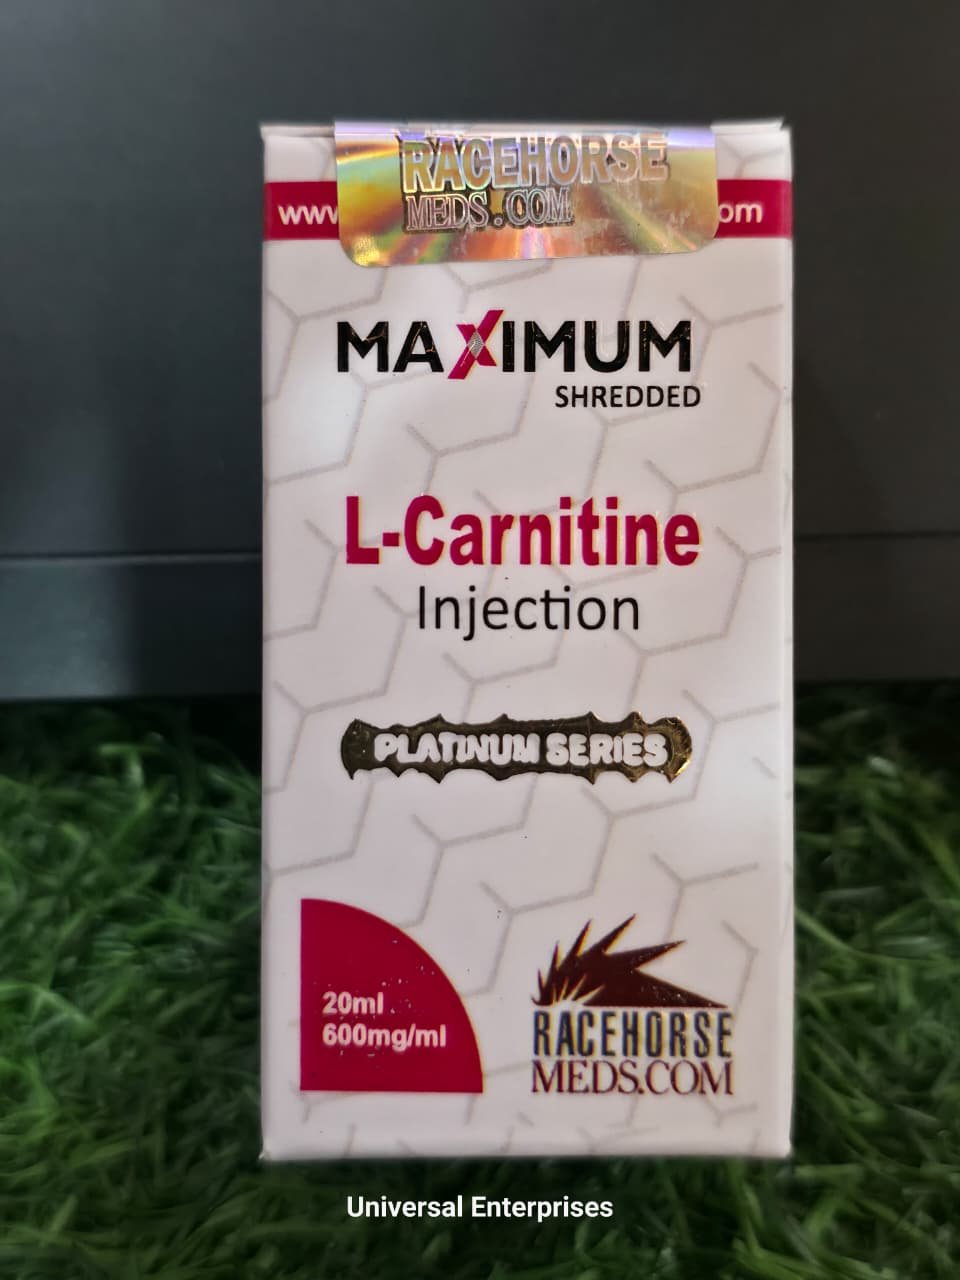 RACEHORSE
MEDS.COM
www
om
MAXIMUM
SHREDDED
L-Carnitine
Injection
PLATINUM SERIES
20ml
600mg/ml
RACEHORSE
MEDS.COM
Universal Enterprises